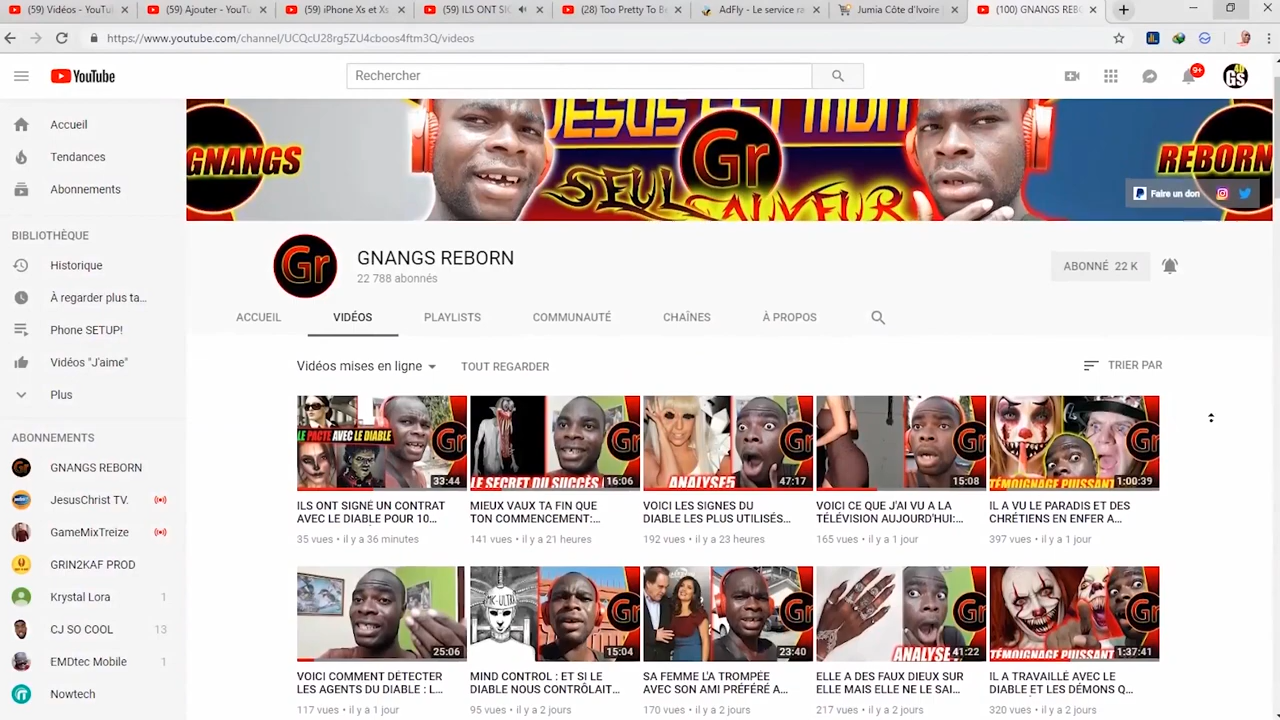 (59) Vidéos - YouTu
(59) Ajouter - YouTu
(59) iPhone Xs et Xs
(59) ILS ONT SIG
(28) Too Pretty To Be
AdFly - Le service ra
Jumia Côte d'Ivoire |
(100) GNANGS REBO
https://www.youtube.com/channel/UCQcU28rg5ZU4cboos4ftm3Q/videos
YouTube
Rechercher
9+
GS
4U
GNANGS
JESUS EST MON
SEUL
SAUVEUR
Gr
REBORN
Faire un don
Accueil
Tendances
Abonnements
BIBLIOTHÈQUE
Historique
À regarder plus ta...
Phone SETUP!
Vidéos "J'aime"
Plus
ABONNEMENTS
GNANGS REBORN
JesusChrist TV.
GameMixTreize
GRIN2KAF PROD
Krystal Lora 1
CJ SO COOL 13
EMDtec Mobile 1
Nowtech
Gr
GNANGS REBORN
22 788 abonnés
ABONNÉ 22 K
ACCUEIL VIDÉOS PLAYLISTS COMMUNAUTÉ CHAÎNES À PROPOS
Vidéos mises en ligne TOUT REGARDER TRIER PAR
LE PACTE AVEC LE DIABLE
Gr
33:44
ILS ONT SIGNÉ UN CONTRAT
AVEC LE DIABLE POUR 10...
35 vues • il y a 36 minutes
LE SECRET DU SUCCÈS
Gr
16:06
MIEUX VAUX TA FIN QUE
TON COMMENCEMENT:...
141 vues • il y a 21 heures
ANALYSE5
Gr
47:17
VOICI LES SIGNES DU
DIABLE LES PLUS UTILISÉS...
192 vues • il y a 23 heures
Gr
15:08
VOICI CE QUE J'AI VU A LA
TÉLÉVISION AUJOURD'HUI:...
165 vues • il y a 1 jour
TÉMOIGNAGE PUISSANT
Gr
1:00:39
IL A VU LE PARADIS ET DES
CHRÉTIENS EN ENFER A...
397 vues • il y a 1 jour
25:06
VOICI COMMENT DÉTECTER
LES AGENTS DU DIABLE : L...
117 vues • il y a 1 jour
MK-ULTRA
Gr
15:04
MIND CONTROL : ET SI LE
DIABLE NOUS CONTRÔLAIT...
95 vues • il y a 2 jours
Gr
23:40
SA FEMME L'A TROMPÉE
AVEC SON AMI PRÉFÉRÉ A...
170 vues • il y a 2 jours
ANALYSE
Gr
41:22
ELLE A DES FAUX DIEUX SUR
ELLE MAIS ELLE NE LE SAI...
217 vues • il y a 2 jours
TÉMOIGNAGE PUISSANT
Gr
1:37:41
IL A TRAVAILLÉ AVEC LE
DIABLE ET LES DÉMONS Q...
320 vues • il y a 2 jours